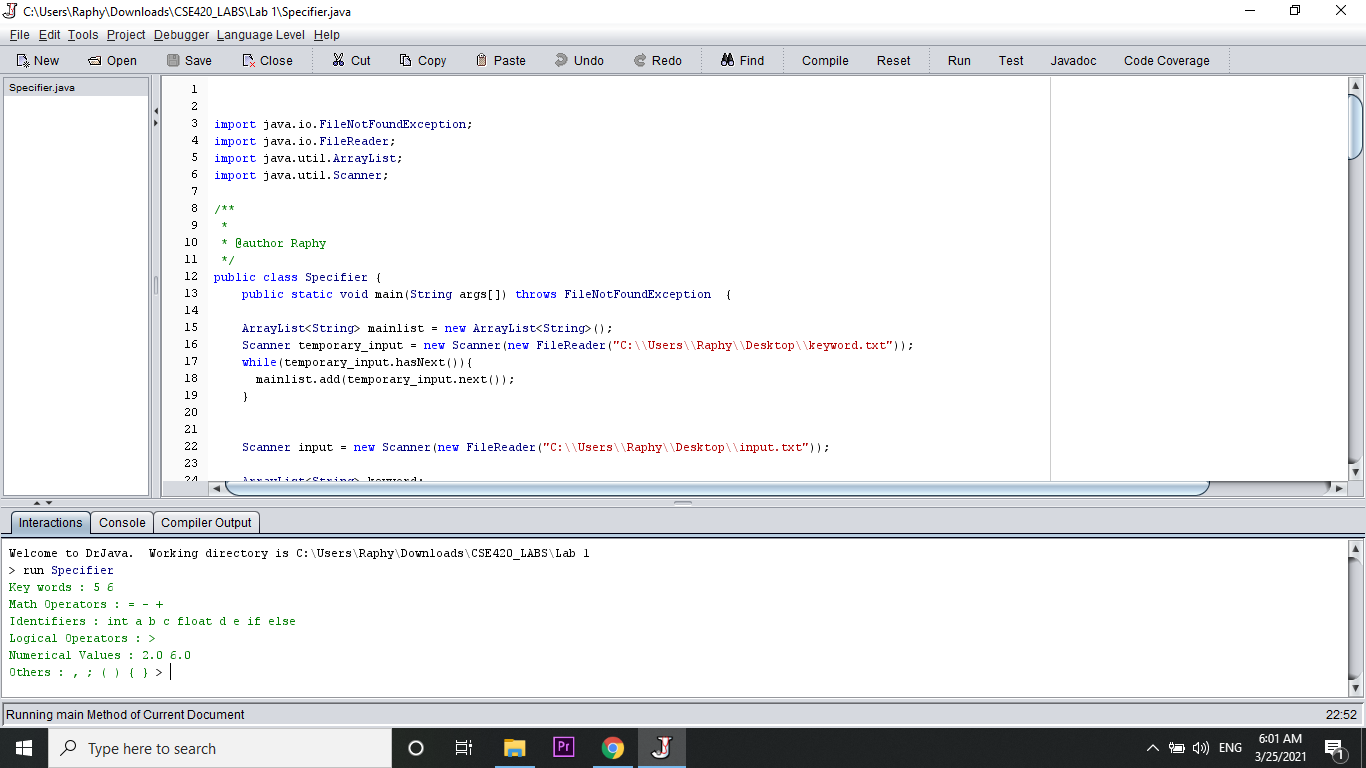 C:\Users\Raphy\Downloads\CSE420_LABS\Lab 1\Specifier.java
File Edit Tools Project Debugger Language Level Help
New Open Save Close Cut Copy Paste Undo Redo Find Compile Reset Run Test Javadoc Code Coverage
Specifier.java
1
2
3 import java.io.FileNotFoundException;
4 import java.io.FileReader;
5 import java.util.ArrayList;
6 import java.util.Scanner;
7
8 /**
9 *
10 * @author Raphy
11 */
12 public class Specifier {
13 public static void main(String args[]) throws FileNotFoundException {
14
15 ArrayList<String> mainlist = new ArrayList<String>();
16 Scanner temporary_input = new Scanner(new FileReader("C:\\Users\\Raphy\\Desktop\\keyword.txt"));
17 while(temporary_input.hasNext()){
18 mainlist.add(temporary_input.next());
19 }
20
21
22 Scanner input = new Scanner(new FileReader("C:\\Users\\Raphy\\Desktop\\input.txt"));
23
24 ArrayList<String> keyword;
Interactions Console Compiler Output
Welcome to DrJava. Working directory is C:\Users\Raphy\Downloads\CSE420_LABS\Lab 1
> run Specifier
Key words : 5 6
Math Operators : = - +
Identifiers : int a b c float d e if else
Logical Operators : >
Numerical Values : 2.0 6.0
Others : , ; ( ) { } >
Running main Method of Current Document 22:52
Type here to search
Pr
ENG
6:01 AM
3/25/2021
1